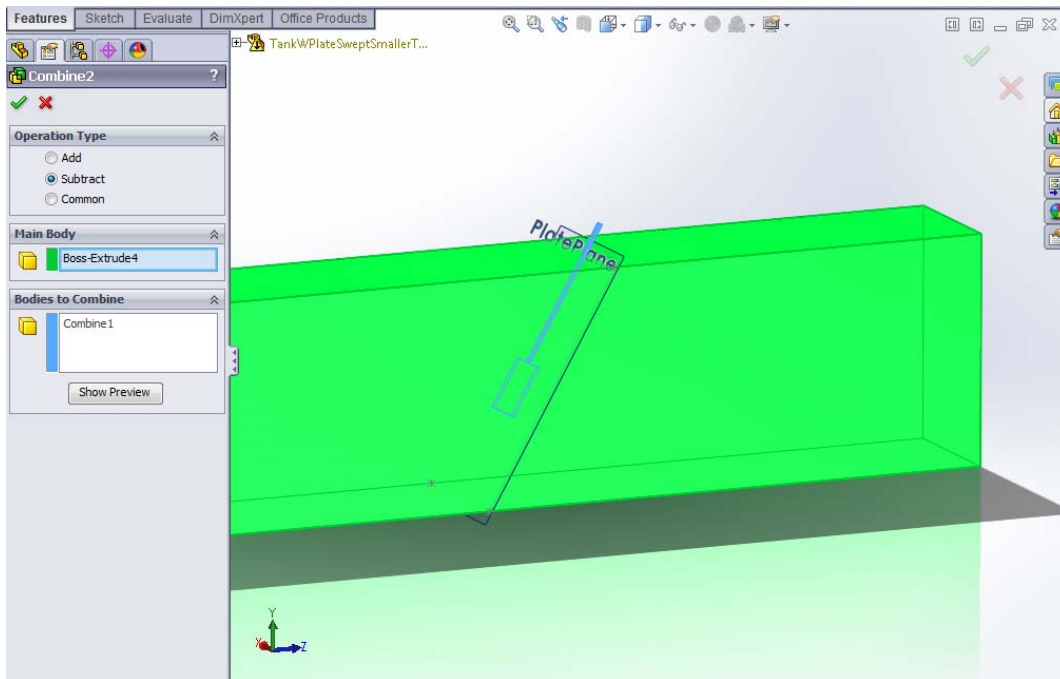 Features Sketch Evaluate DimXpert Office Products
TankWPlateSweptSmallerT...
Combine2 ?
Operation Type
Add
Subtract
Common
Main Body
Boss-Extrude4
Bodies to Combine
Combine1
Show Preview
PlatePlane
Y
X
Z